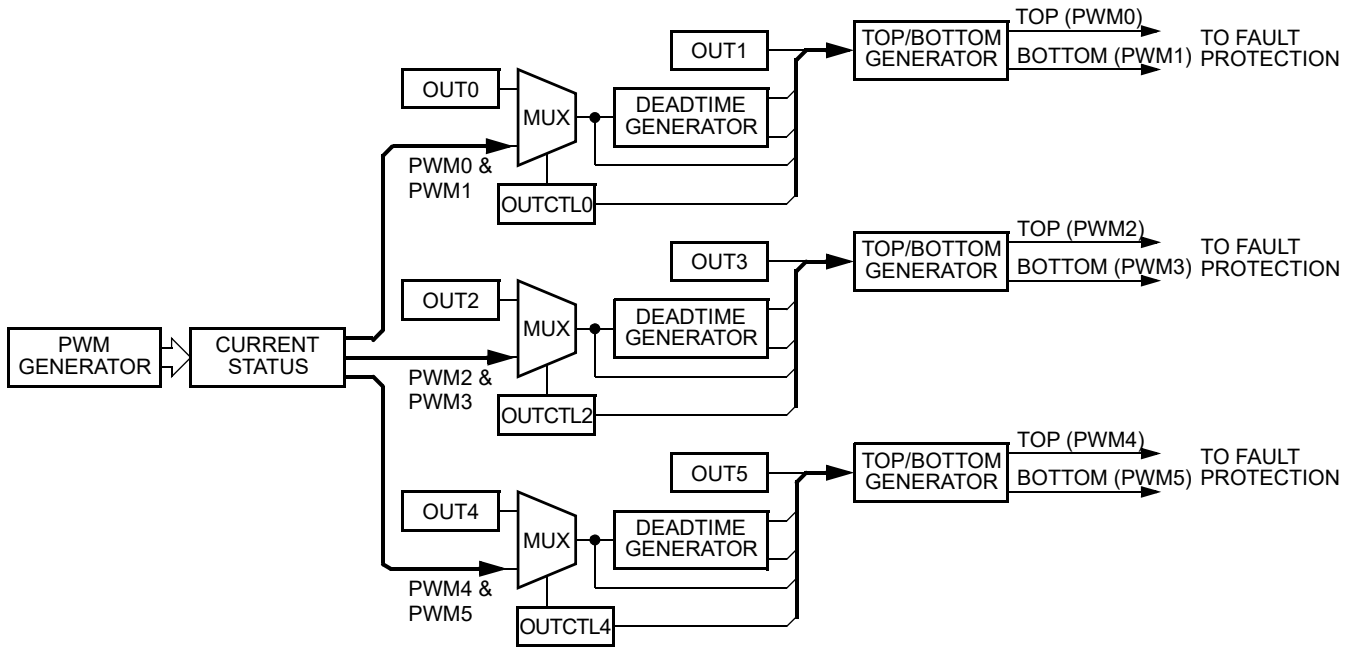 TOP (PWM0)
OUT1
TOP/BOTTOM
GENERATOR
BOTTOM (PWM1)
TO FAULT
PROTECTION
OUT0
MUX
DEADTIME
GENERATOR
PWM0 &
PWM1
OUTCTL0
TOP (PWM2)
OUT3
TOP/BOTTOM
GENERATOR
BOTTOM (PWM3)
TO FAULT
PROTECTION
OUT2
MUX
DEADTIME
GENERATOR
PWM
GENERATOR
CURRENT
STATUS
PWM2 &
PWM3
OUTCTL2
TOP (PWM4)
OUT5
TOP/BOTTOM
GENERATOR
BOTTOM (PWM5)
TO FAULT
PROTECTION
OUT4
MUX
DEADTIME
GENERATOR
PWM4 &
PWM5
OUTCTL4